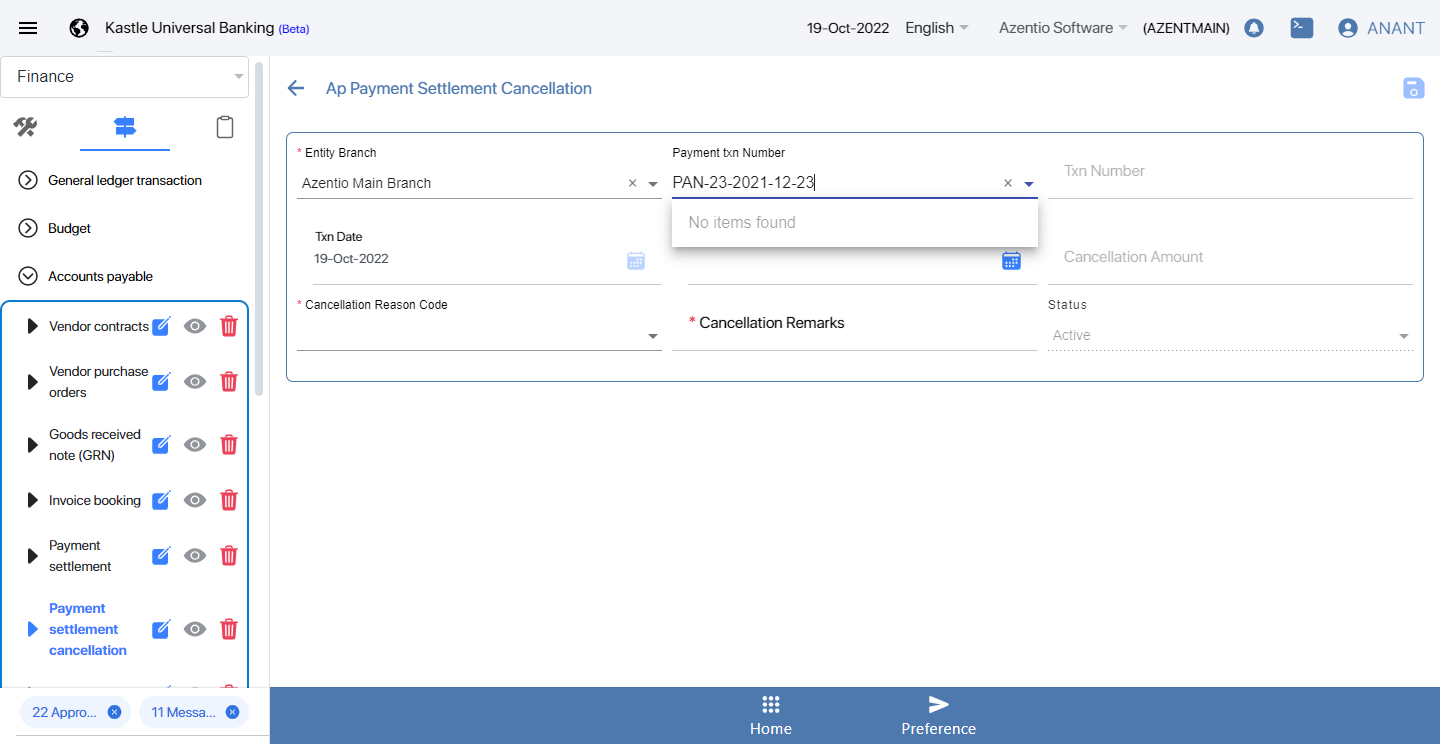 Kastle Universal Banking (Beta)
19-Oct-2022
English
Azentio Software
(AZENTMAIN)
ANANT
Finance
General ledger transaction
Budget
Accounts payable
Vendor contracts
Vendor purchase
orders
Goods received
note (GRN)
Invoice booking
Payment
settlement
Payment
settlement
cancellation
22 Appro...
11 Messa...
Ap Payment Settlement Cancellation
* Entity Branch
Azentio Main Branch
Payment txn Number
PAN-23-2021-12-23
No items found
Txn Number
Txn Date
19-Oct-2022
Cancellation Amount
* Cancellation Reason Code
* Cancellation Remarks
Status
Active
Home
Preference